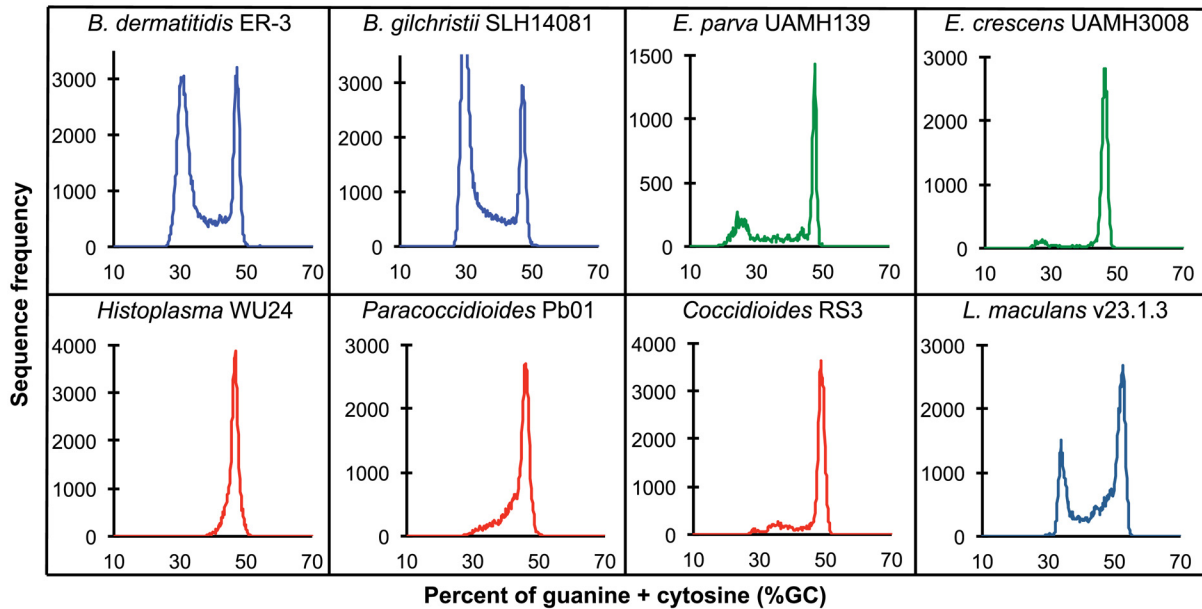 B. dermatitidis ER-3
B. gilchristii SLH14081
E. parva UAMH139
E. crescens UAMH3008
3000
2000
1000
0
10 30 50 70
3000
2000
1000
0
10 30 50 70
1500
1000
500
0
10 30 50 70
3000
2000
1000
0
10 30 50 70
Sequence frequency
Histoplasma WU24
Paracoccidioides Pb01
Coccidioides RS3
L. maculans v23.1.3
4000
3000
2000
1000
0
10 30 50 70
3000
2000
1000
0
10 30 50 70
4000
3000
2000
1000
0
10 30 50 70
3000
2000
1000
0
10 30 50 70
Percent of guanine + cytosine (%GC)